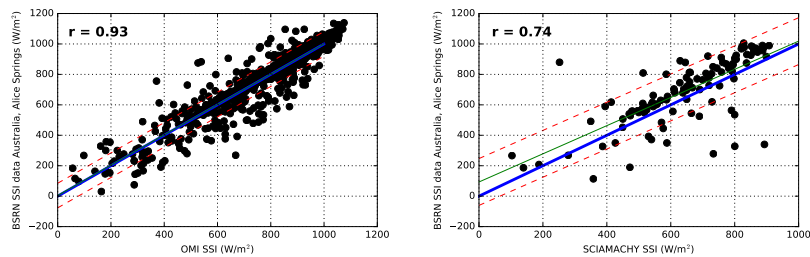 r = 0.93
1200
1000
800
600
400
200
0
−200
BSRN SSI data Australia, Alice Springs (W/m²)
0 200 400 600 800 1000 1200
OMI SSI (W/m²)
r = 0.74
1200
1000
800
600
400
200
0
−200
BSRN SSI data Australia, Alice Springs (W/m²)
0 200 400 600 800 1000
SCIAMACHY SSI (W/m²)